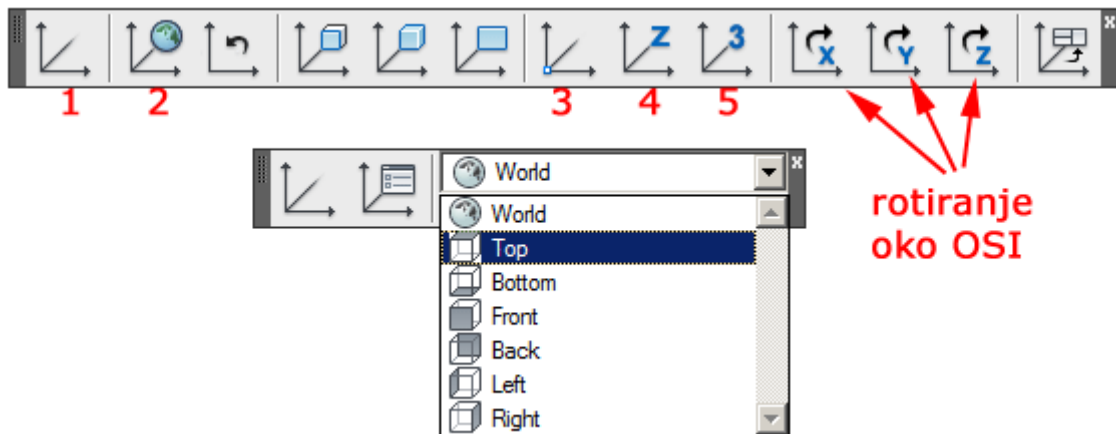 Z 3 X Y Z x
1 2 3 4 5
World x
World
Top
Bottom
Front
Back
Left
Right
rotiranje
oko OSI